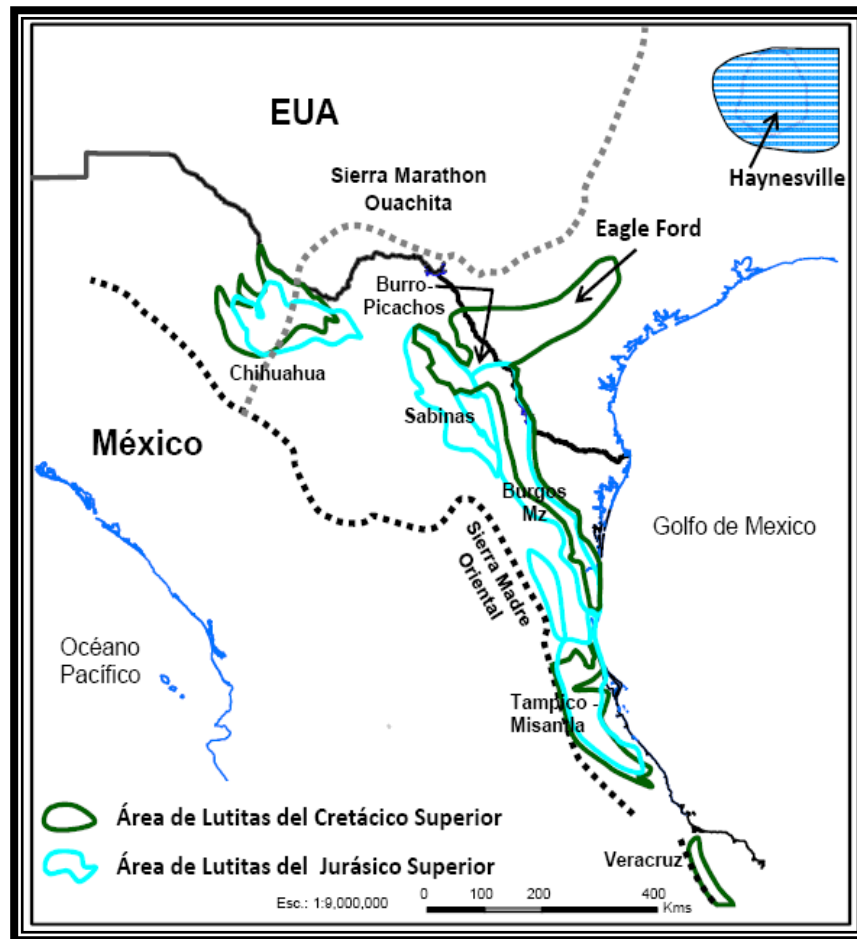 EUA
Sierra Marathon
Ouachita
Haynesville
Eagle Ford
Burro-
Picachos
Chihuahua
Sabinas
México
Burgos
Mz
Golfo de Mexico
Sierra Madre
Oriental
Océano
Pacífico
Tampico -
Misantla
Área de Lutitas del Cretácico Superior
Área de Lutitas del Jurásico Superior
Veracruz
Esc.: 1:9,000,000
0 100 200 400
Kms